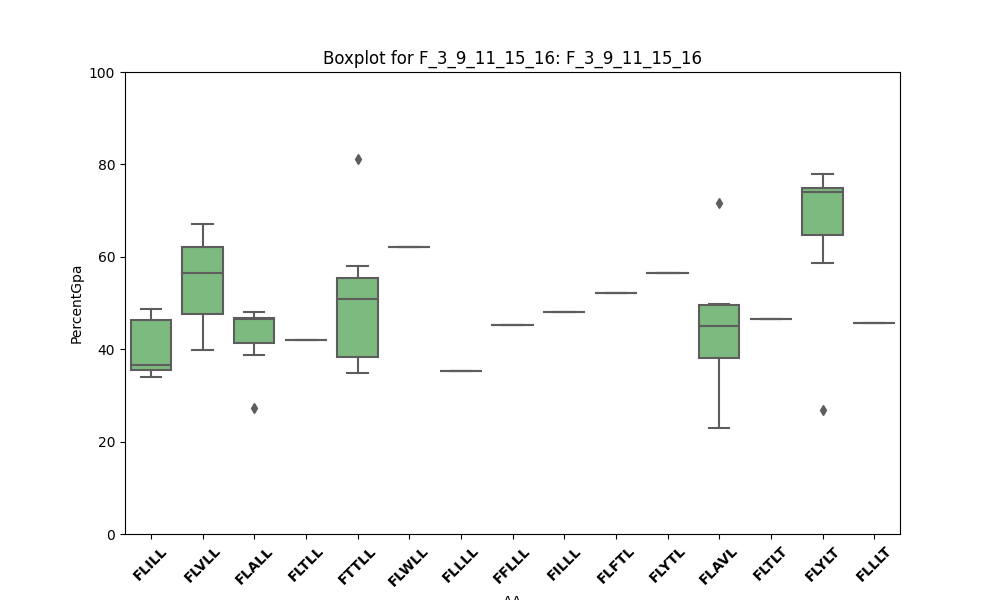 Boxplot for F_3_9_11_15_16: F_3_9_11_15_16
100
80
60
40
20
0
PercentGpa
FLILL
FLVLL
FLALL
FLTLL
FTTLL
FLWLL
FLLLL
FFLLL
FILLL
FLFTL
FLYTL
FLAVL
FLTLT
FLYLT
FLLLT
AA